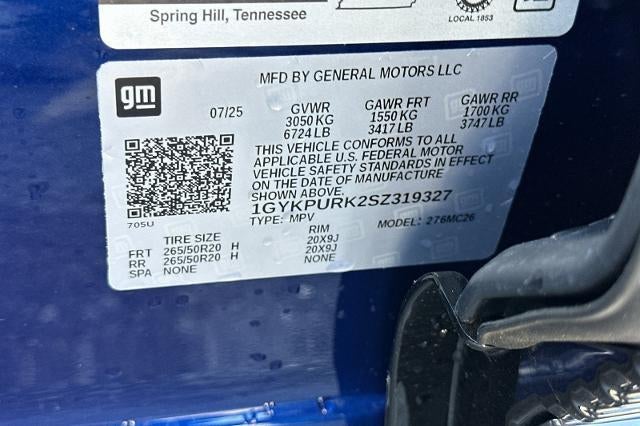 Spring Hill, Tennessee
LOCAL 1853
gm
MFD BY GENERAL MOTORS LLC
07/25 GVWR GAWR FRT GAWR RR
3050 KG 1550 KG 1700 KG
6724 LB 3417 LB 3747 LB
THIS VEHICLE CONFORMS TO ALL
APPLICABLE U.S. FEDERAL MOTOR
VEHICLE SAFETY STANDARDS IN EFFECT
ON THE DATE OF MANUFACTURE
SHOWN ABOVE.
1GYKPURK2SZ319327
705U TYPE: MPV MODEL: 276MC26
TIRE SIZE RIM
FRT 265/50R20 H 20X9J
RR 265/50R20 H 20X9J
SPA NONE NONE